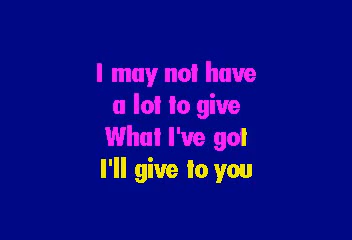 I may not have
a lot to give
What I've got
I'll give to you